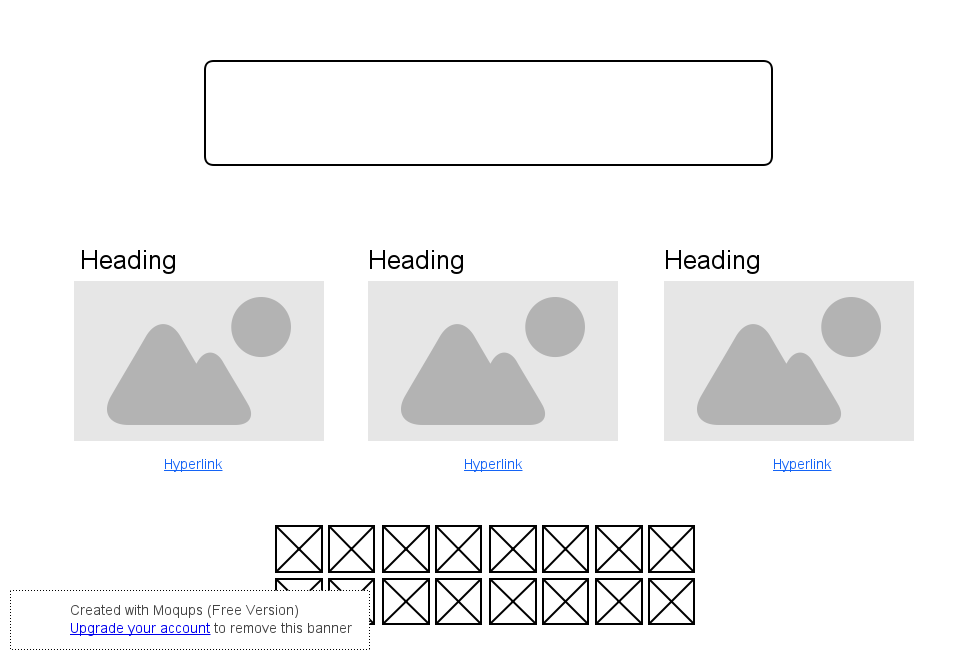 Heading
Heading
Heading
Hyperlink
Hyperlink
Hyperlink
Created with Moqups (Free Version)
Upgrade your account to remove this banner